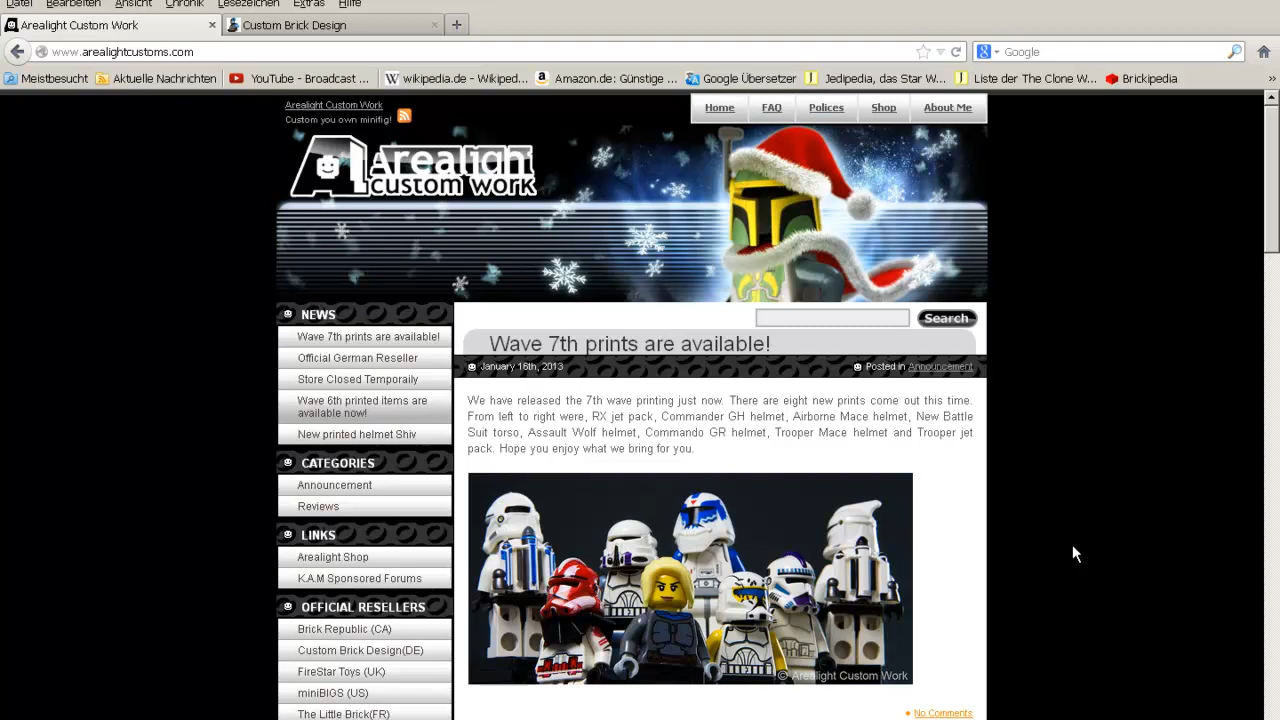 Datei Bearbeiten Ansicht Chronik Lesezeichen Extras Hilfe
Arealight Custom Work
Custom Brick Design
www.arealightcustoms.com
Google
Meistbesucht
Aktuelle Nachrichten
YouTube - Broadcast ...
wikipedia.de - Wikiped...
Amazon.de: Günstige ...
Google Übersetzer
Jedipedia, das Star W...
Liste der The Clone W...
Brickipedia
Arealight Custom Work
Custom you own minifig!
Home
FAQ
Polices
Shop
About Me
Arealight
custom work
Search
NEWS
Wave 7th prints are available!
Official German Reseller
Store Closed Temporaily
Wave 6th printed items are
available now!
New printed helmet Shiv
CATEGORIES
Announcement
Reviews
LINKS
Arealight Shop
K.A.M Sponsored Forums
OFFICIAL RESELLERS
Brick Republic (CA)
Custom Brick Design(DE)
FireStar Toys (UK)
miniBIGS (US)
The Little Brick(FR)
Wave 7th prints are available!
January 16th, 2013
Posted in Announcement
We have released the 7th wave printing just now. There are eight new prints come out this time.
From left to right were, RX jet pack, Commander GH helmet, Airborne Mace helmet, New Battle
Suit torso, Assault Wolf helmet, Commando GR helmet, Trooper Mace helmet and Trooper jet
pack. Hope you enjoy what we bring for you.
© Arealight Custom Work
No Comments